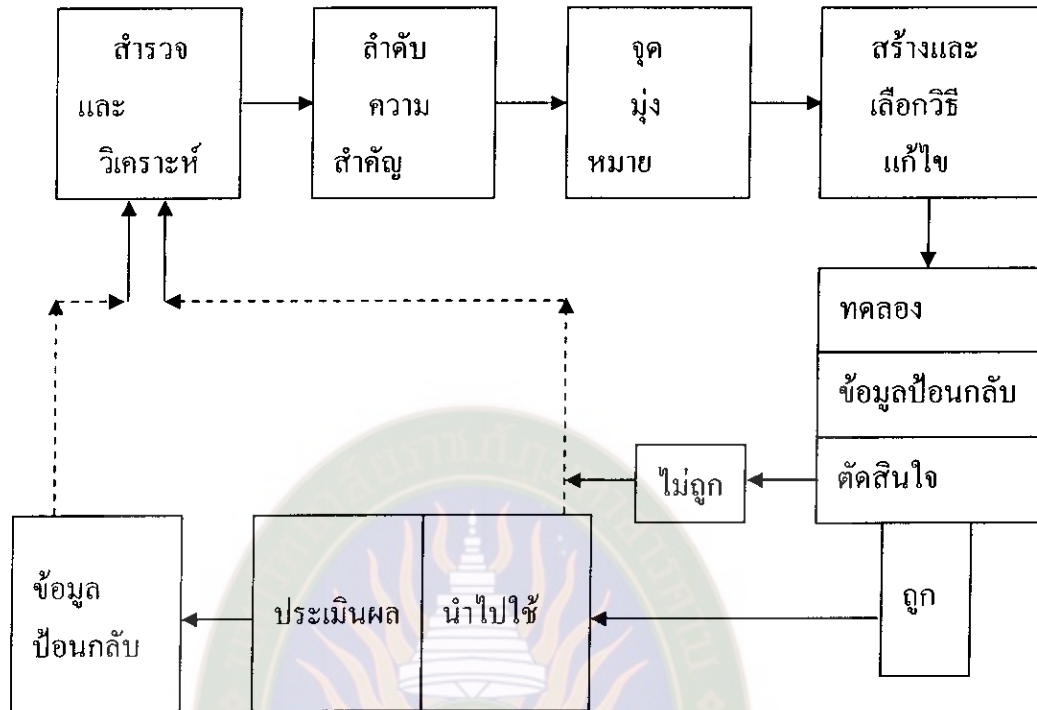 สำรวจ
และ
วิเคราะห์
ลำดับ
ความ
สำคัญ
จุด
มุ่ง
หมาย
สร้างและ
เลือกวิธี
แก้ไข
ทดลอง
ข้อมูลป้อนกลับ
ตัดสินใจ
ไม่ถูก
ถูก
นำไปใช้
ประเมินผล
ข้อมูล
ป้อนกลับ